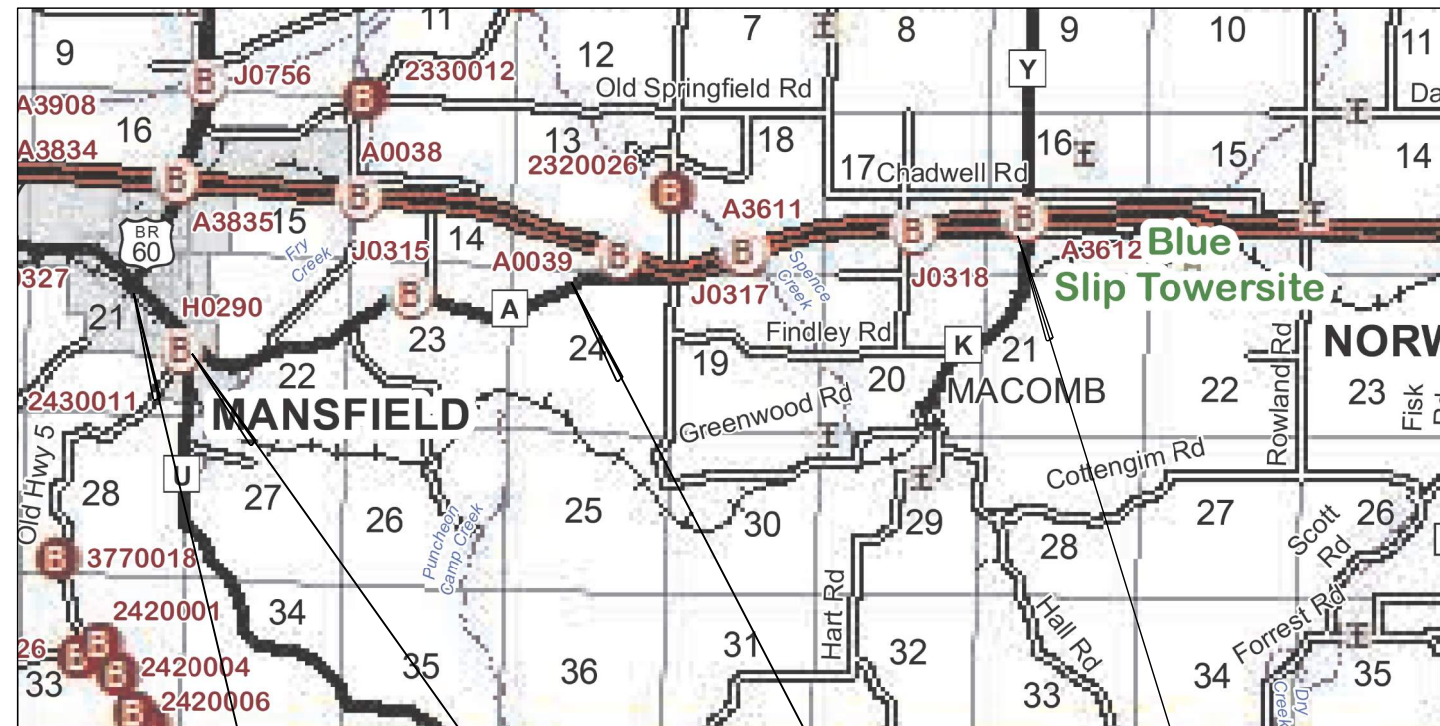 11
7
8
9
10
11
9
12
Y
B
J0756
2330012
B
Old Springfield Rd
Da
A3908
16
13
18
16
E
15
14
A3834
A0038
2320026
17
Chadwell Rd
B
B
B
A3611
B
E
BR
60
A3835
15
14
B
B
B
A3612
Blue
Slip Towersite
Fry
Creek
J0315
A0039
J0317
Spence
Creek
J0318
327
H0290
B
A
21
23
24
Findley Rd
K
21
NORW
B
22
19
20
MACOMB
22
Rowland Rd
23
Fisk
2430011
MANSFIELD
Greenwood Rd
E
Old Hwy 5
U
E
Cottengim Rd
28
27
26
25
30
29
28
27
26
Puncheon
Camp Creek
Scott
Rd
B
3770018
Hart Rd
Hall Rd
Forrest Rd
2420001
34
31
32
E
26
B
B
33
B
2420004
35
36
33
34
35
2420006
B
Dry
Creek